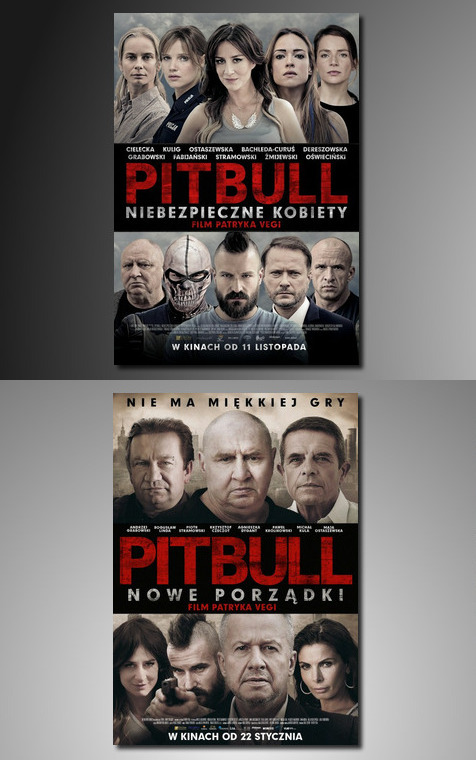 CIELECKA KULIG OSTASZEWSKA BACHLEDA-CURUŚ DERESZOWSKA
GRABOWSKI FABIJAŃSKI STRAMOWSKI ŻMIJEWSKI OŚWIECIŃSKI
PITBULL
NIEBEZPIECZNE KOBIETY
FILM PATRYKA VEGI
W KINACH OD 11 LISTOPADA
NIE MA MIĘKKIEJ GRY
ANDRZEJ GRABOWSKI BOGUSŁAW LINDA PIOTR STRAMOWSKI KRZYSZTOF CZECZOT AGNIESZKA DYGANT PAWEŁ KRÓLIKOWSKI MICHAŁ KULA MAJA OSTASZEWSKA
PITBULL
NOWE PORZĄDKI
FILM PATRYKA VEGI
W KINACH OD 22 STYCZNIA